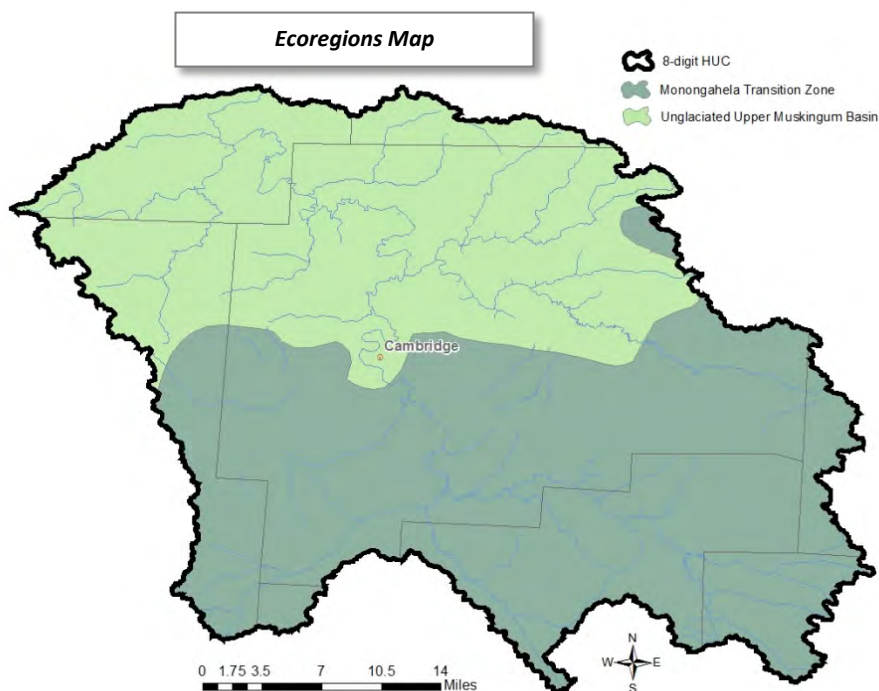 Ecoregions Map
8-digit HUC
Monongahela Transition Zone
Unglaciated Upper Muskingum Basin
Cambridge
N
W E
S
0 1.75 3.5 7 10.5 14
Miles